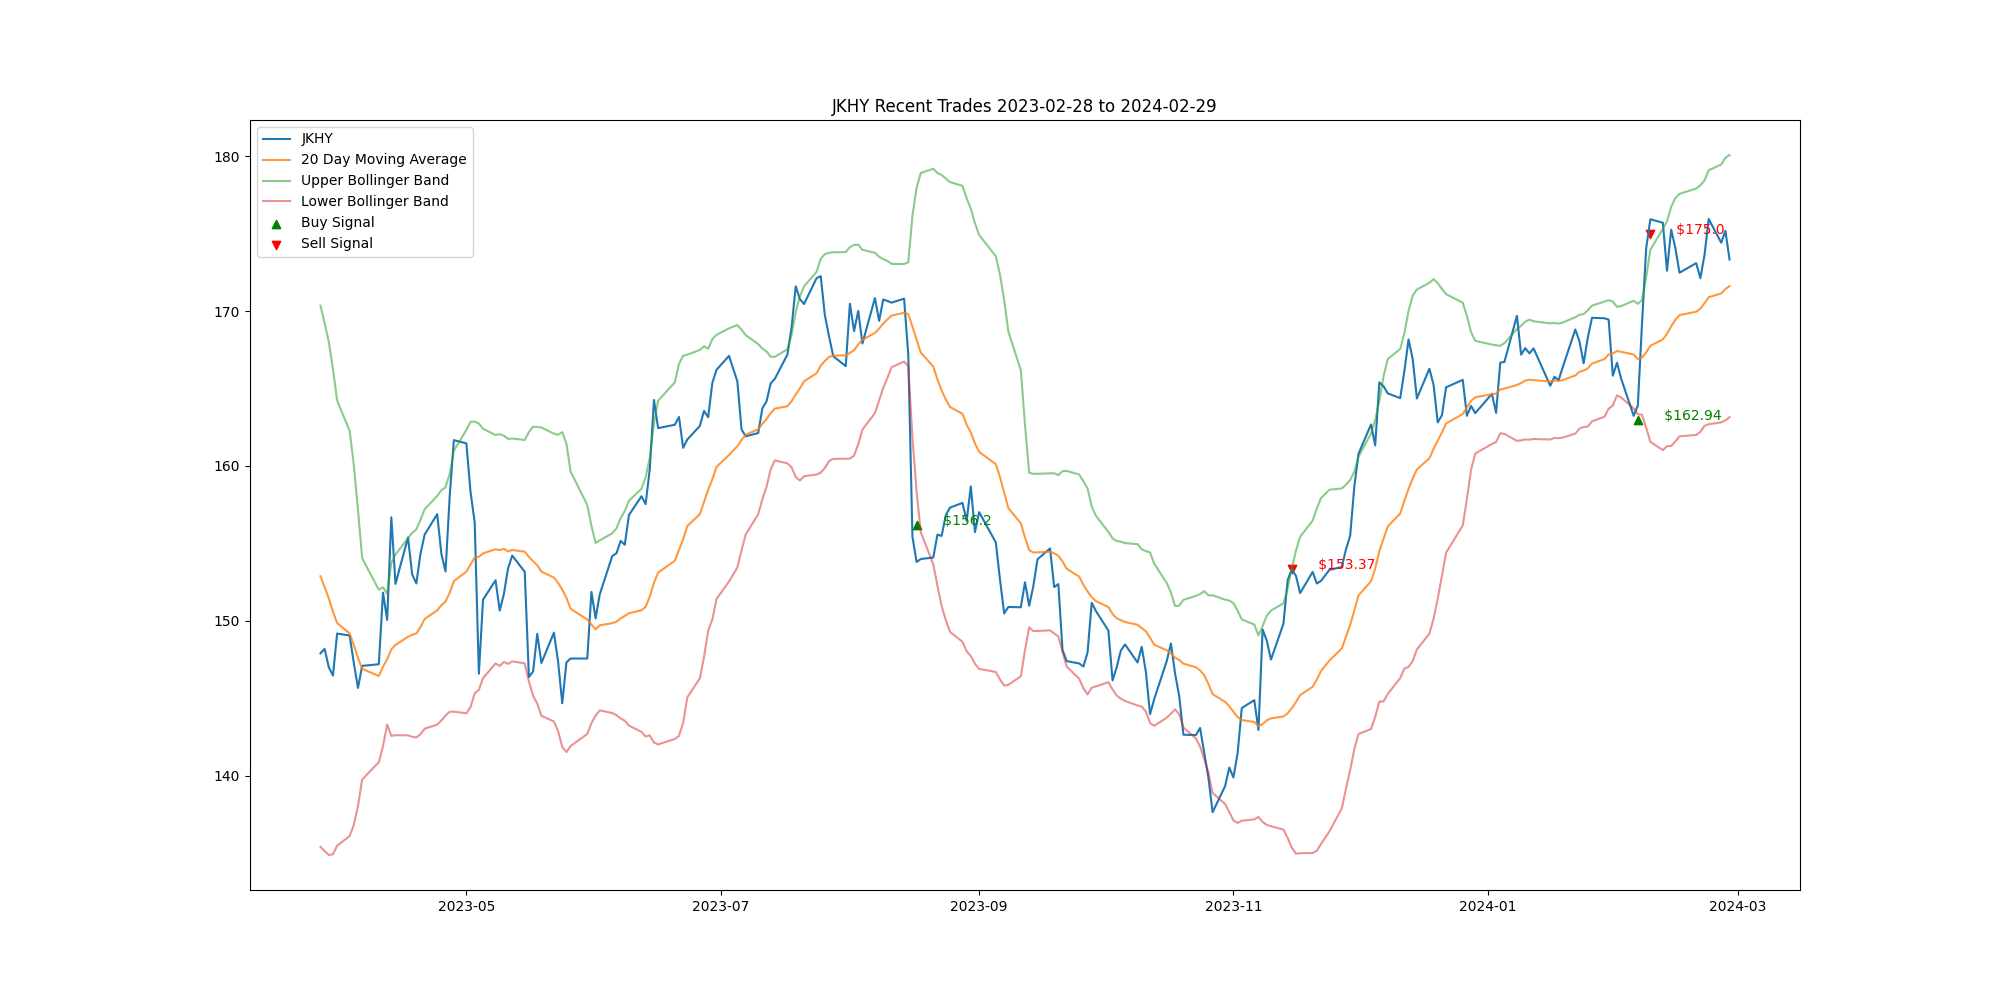 JKHY Recent Trades 2023-02-28 to 2024-02-29
JKHY
20 Day Moving Average
Upper Bollinger Band
Lower Bollinger Band
Buy Signal
Sell Signal
180
170
160
150
140
$175.0
$162.94
$156.2
$153.37
2023-05
2023-07
2023-09
2023-11
2024-01
2024-03